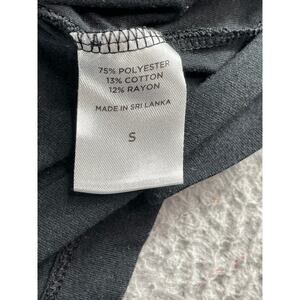 75% POLYESTER
13% COTTON
12% RAYON
MADE IN SRI LANKA
S